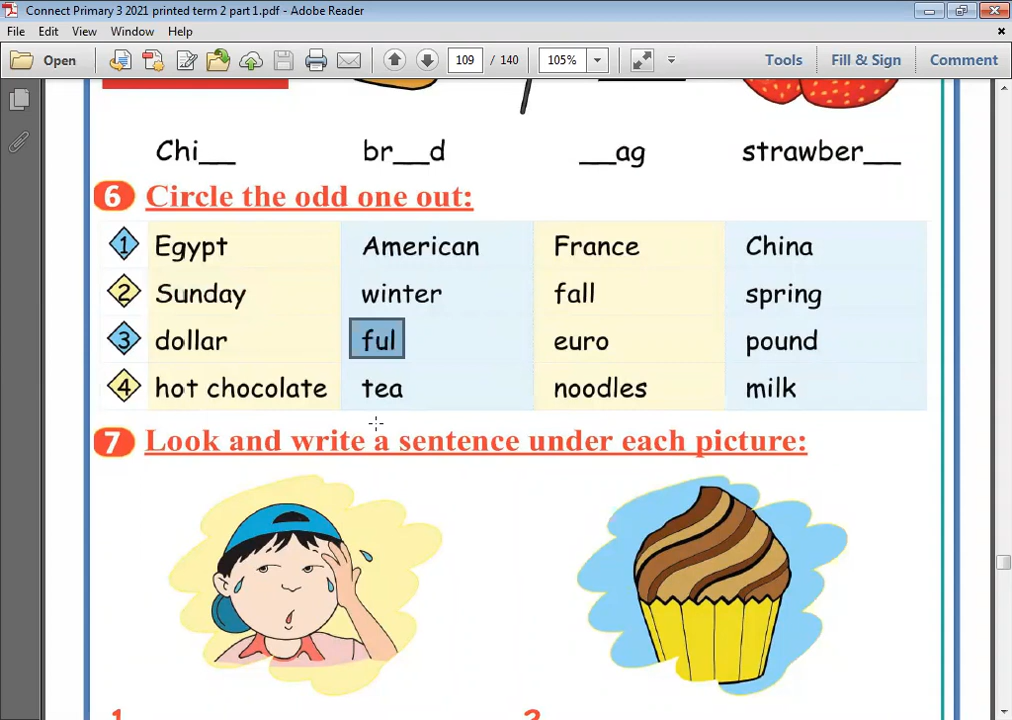 Connect Primary 3 2021 printed term 2 part 1.pdf - Adobe Reader
File Edit View Window Help
Open 109 / 140 105% Tools Fill & Sign Comment
Chi__ br__d __ag strawber__
6 Circle the odd one out:
1 Egypt American France China
2 Sunday winter fall spring
3 dollar ful euro pound
4 hot chocolate tea noodles milk
7 Look and write a sentence under each picture:
1 2